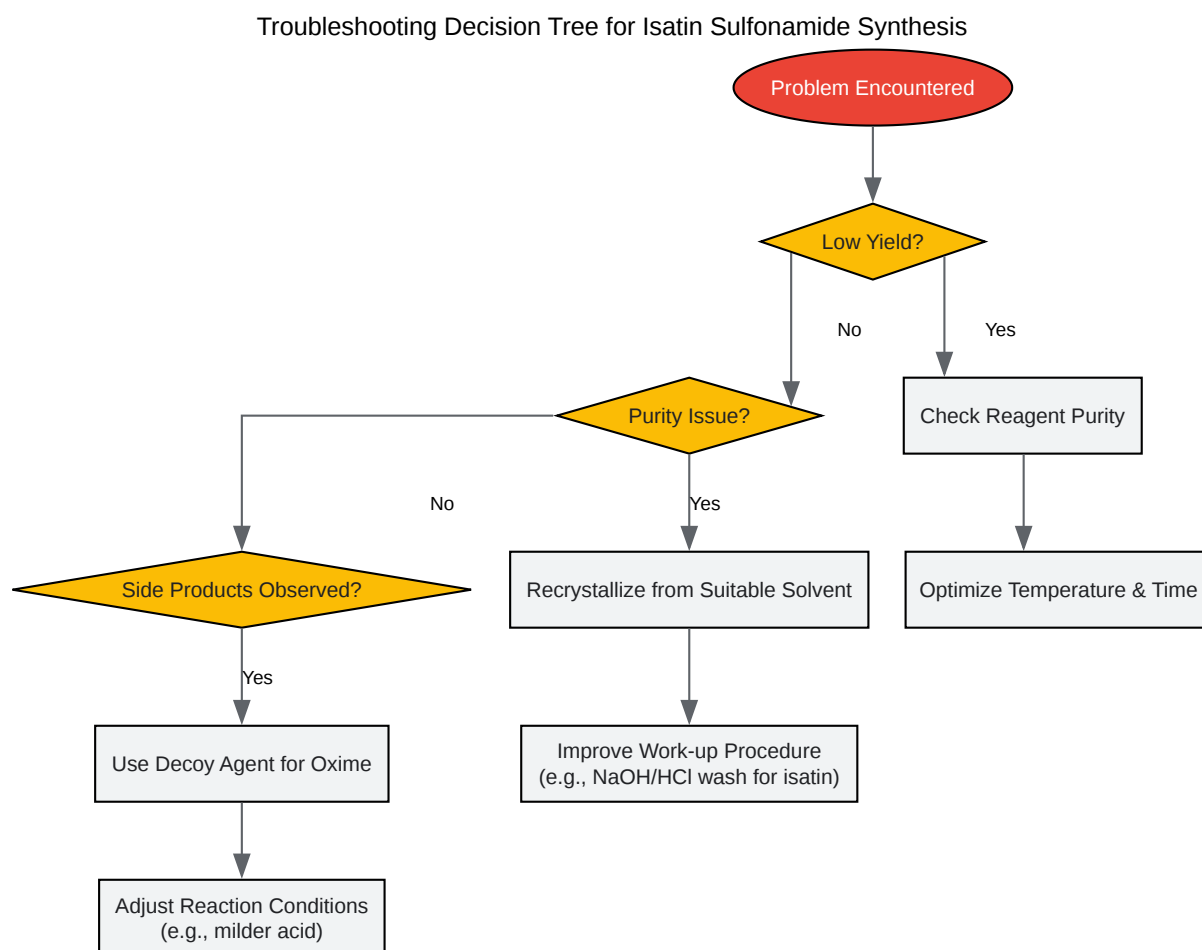 Troubleshooting Decision Tree for Isatin Sulfonamide Synthesis
Problem Encountered
Low Yield?
No
Yes
Purity Issue?
Check Reagent Purity
No
Yes
Side Products Observed?
Recrystallize from Suitable Solvent
Optimize Temperature & Time
Yes
Use Decoy Agent for Oxime
Improve Work-up Procedure
(e.g., NaOH/HCl wash for isatin)
Adjust Reaction Conditions
(e.g., milder acid)